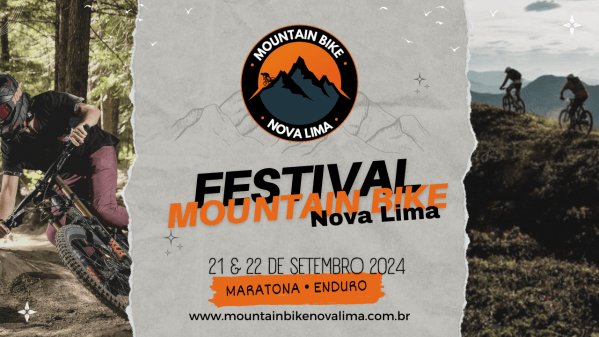 MOUNTAIN BIKE
NOVA LIMA
FESTIVAL
MOUNTAIN BIKE
Nova Lima
21 & 22 DE SETEMBRO 2024
MARATONA • ENDURO
www.mountainbikenovalima.com.br